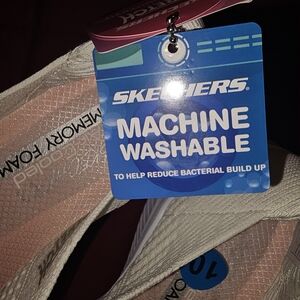 SKECHERS
MACHINE
WASHABLE
TO HELP REDUCE BACTERIAL BUILD UP
MEMORY FOAM
10